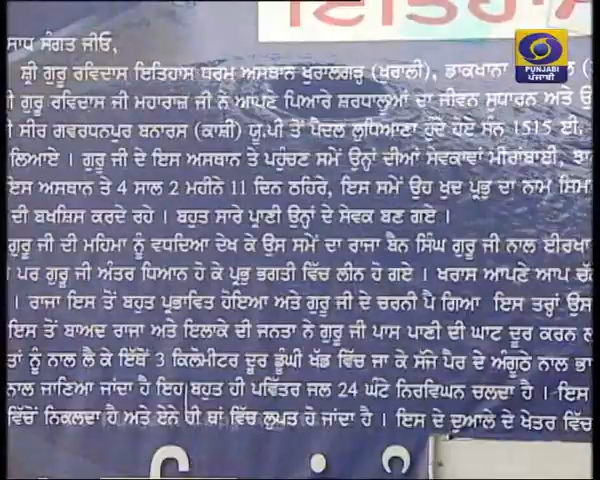 ਇਤਿਹਾਸ
PUNJABI
ਪੰਜਾਬੀ
ਸਾਧ ਸੰਗਤ ਜੀਓ,
ਸ਼੍ਰੀ ਗੁਰੂ ਰਵਿਦਾਸ ਇਤਿਹਾਸ ਧਰਮ ਅਸਥਾਨ ਖੁਰਾਲਗੜ੍ਹ (ਖੁਰਾਲੀ), ਡਾਕਖਾਨਾ
ਗੁਰੂ ਰਵਿਦਾਸ ਜੀ ਮਹਾਰਾਜ ਜੀ ਨੇ ਆਪਣੇ ਪਿਆਰੇ ਸ਼ਰਧਾਲੂਆਂ ਦਾ ਜੀਵਨ ਸੁਧਾਰਨ ਅਤੇ
ਸੀਰ ਗਵਰਧਨਪੁਰ ਬਨਾਰਸ (ਕਾਸ਼ੀ) ਯੂ.ਪੀ ਤੋਂ ਪੈਦਲ ਲੁਧਿਆਣਾ ਹੁੰਦੇ ਹੋਏ ਸੰਨ 1515 ਈ,
ਲਿਆਏ । ਗੁਰੂ ਜੀ ਦੇ ਇਸ ਅਸਥਾਨ ਤੇ ਪਹੁੰਚਣ ਸਮੇਂ ਉਨ੍ਹਾਂ ਦੀਆਂ ਸੇਵਕਾਵਾਂ ਮੀਰਾਬਾਈ,
ਇਸ ਅਸਥਾਨ ਤੇ 4 ਸਾਲ 2 ਮਹੀਨੇ 11 ਦਿਨ ਠਹਿਰੇ, ਇਸ ਸਮੇਂ ਉਹ ਖੁਦ ਪ੍ਰਭੂ ਦਾ ਨਾਮ
ਦੀ ਬਖਸ਼ਿਸ ਕਰਦੇ ਰਹੇ । ਬਹੁਤ ਸਾਰੇ ਪ੍ਰਾਣੀ ਉਨ੍ਹਾਂ ਦੇ ਸੇਵਕ ਬਣ ਗਏ ।
ਗੁਰੂ ਜੀ ਦੀ ਮਹਿਮਾ ਨੂੰ ਵਧਦਿਆ ਦੇਖ ਕੇ ਉਸ ਸਮੇਂ ਦਾ ਰਾਜਾ ਬੈਨ ਸਿੰਘ ਗੁਰੂ ਜੀ ਨਾਲ ਈਰਖਾ
ਪਰ ਗੁਰੂ ਜੀ ਅੰਤਰ ਧਿਆਨ ਹੋ ਕੇ ਪ੍ਰਭੂ ਭਗਤੀ ਵਿੱਚ ਲੀਨ ਹੋ ਗਏ । ਖਰਾਸ ਆਪਣੇ ਆਪ
। ਰਾਜਾ ਇਸ ਤੋਂ ਬਹੁਤ ਪ੍ਰਭਾਵਿਤ ਹੋਇਆ ਅਤੇ ਗੁਰੂ ਜੀ ਦੇ ਚਰਨੀ ਪੈ ਗਿਆ ਇਸ ਤਰ੍ਹਾਂ ਉਸ
ਇਸ ਤੋਂ ਬਾਅਦ ਰਾਜਾ ਅਤੇ ਇਲਾਕੇ ਦੀ ਜਨਤਾ ਨੇ ਗੁਰੂ ਜੀ ਪਾਸ ਪਾਣੀ ਦੀ ਘਾਟ ਦੂਰ ਕਰਨ
ਤਾਂ ਨੂੰ ਨਾਲ ਲੈ ਕੇ ਇੱਥੋਂ 3 ਕਿਲੋਮੀਟਰ ਦੂਰ ਡੂੰਘੀ ਖੱਡ ਵਿੱਚ ਜਾ ਕੇ ਸੱਜੇ ਪੈਰ ਦੇ ਅੰਗੂਠੇ ਨਾਲ
ਨਾਲ ਜਾਣਿਆ ਜਾਂਦਾ ਹੈ ਇਹ ਬਹੁਤ ਹੀ ਪਵਿੱਤਰ ਜਲ 24 ਘੰਟੇ ਨਿਰਵਿਘਨ ਚਲਦਾ ਹੈ । ਇਸ
ਵਿੱਚੋਂ ਨਿਕਲਦਾ ਹੈ ਅਤੇ ਏਨੇ ਹੀ ਥਾਂ ਵਿੱਚ ਲੁਪਤ ਹੋ ਜਾਂਦਾ ਹੈ । ਇਸ ਦੇ ਦੁਆਲੇ ਦੇ ਖੇਤਰ ਵਿੱਚ